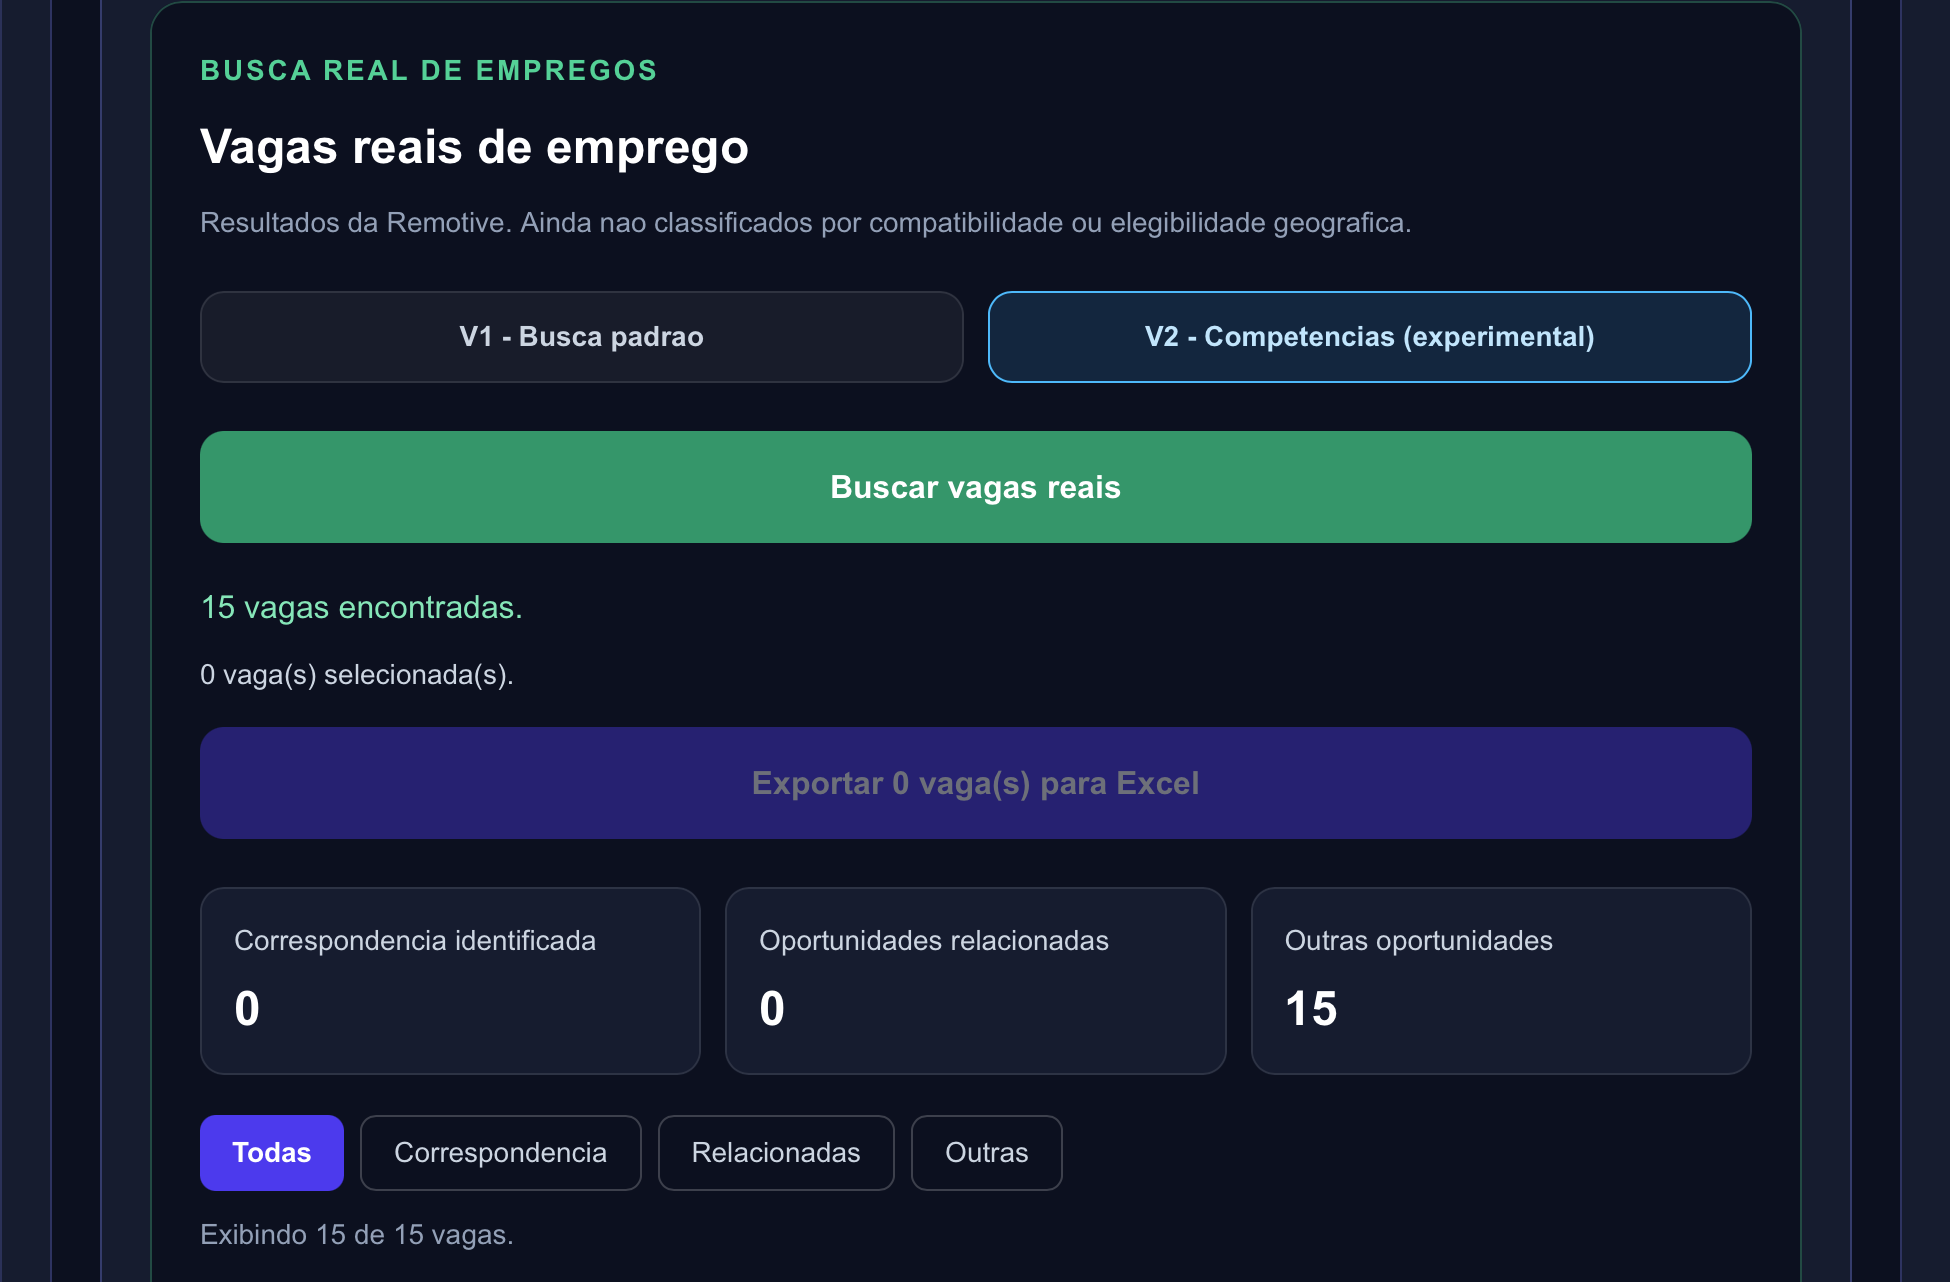 BUSCA REAL DE EMPREGOS
Vagas reais de emprego
Resultados da Remotive. Ainda nao classificados por compatibilidade ou elegibilidade geografica.
V1 - Busca padrao
V2 - Competencias (experimental)
Buscar vagas reais
15 vagas encontradas.
0 vaga(s) selecionada(s).
Exportar 0 vaga(s) para Excel
Correspondencia identificada
0
Oportunidades relacionadas
0
Outras oportunidades
15
Todas
Correspondencia
Relacionadas
Outras
Exibindo 15 de 15 vagas.